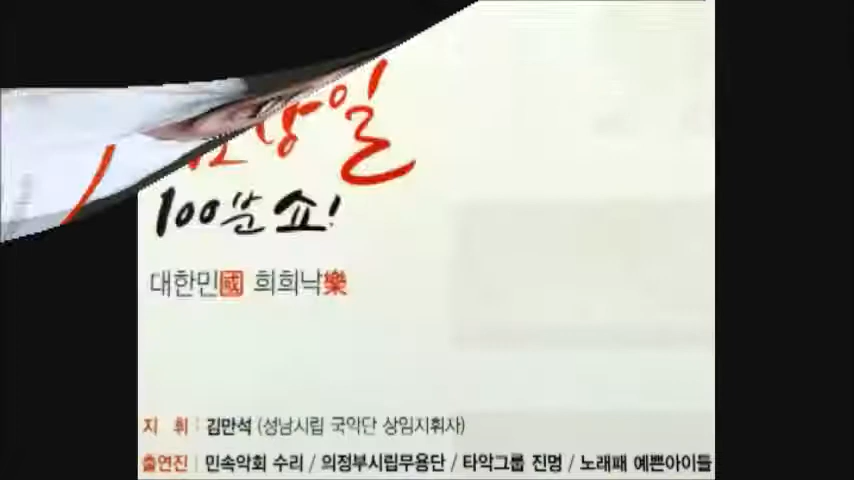 상일
100분 쇼!
대한민國 희희낙樂
지 휘 | 김만석 (성남시립 국악단 상임지휘자)
출연진 | 민속악회 수리 / 의정부시립무용단 / 타악그룹 진명 / 노래패 예쁜아이들